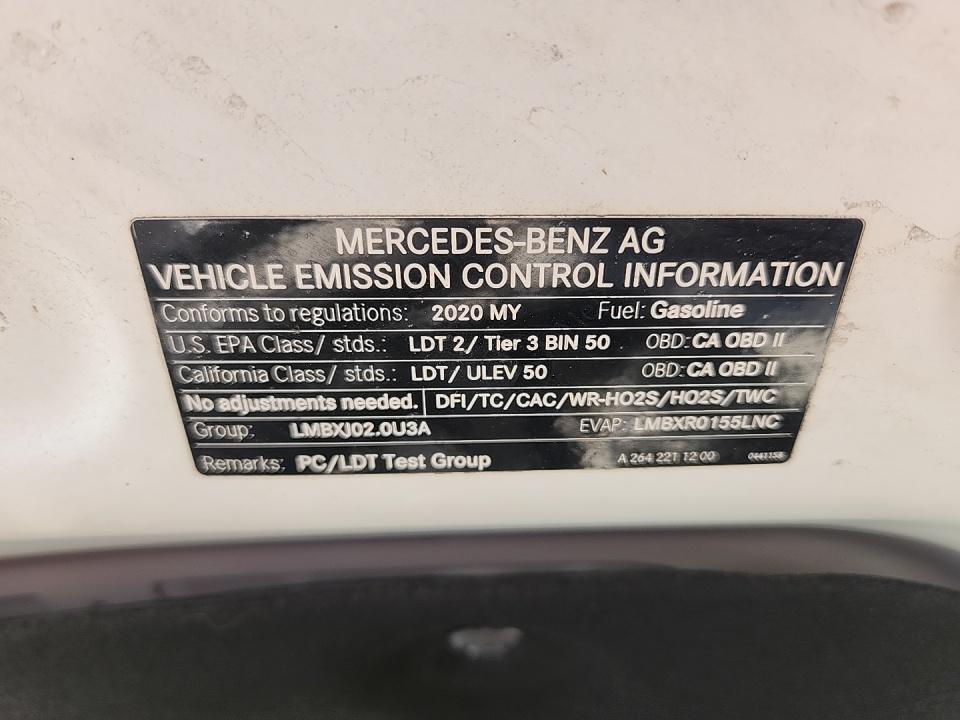 MERCEDES-BENZ AG
VEHICLE EMISSION CONTROL INFORMATION
Conforms to regulations: 2020 MY Fuel: Gasoline
U.S. EPA Class/ stds.: LDT 2/ Tier 3 BIN 50 OBD: CA OBD II
California Class/ stds.: LDT/ ULEV 50 OBD: CA OBD II
No adjustments needed. DFI/TC/CAC/WR-HO2S/HO2S/TWC
Group: LMBXJ02.0U3A EVAP: LMBXR0155LNC
Remarks: PC/LDT Test Group A 264 221 12 00 0441158